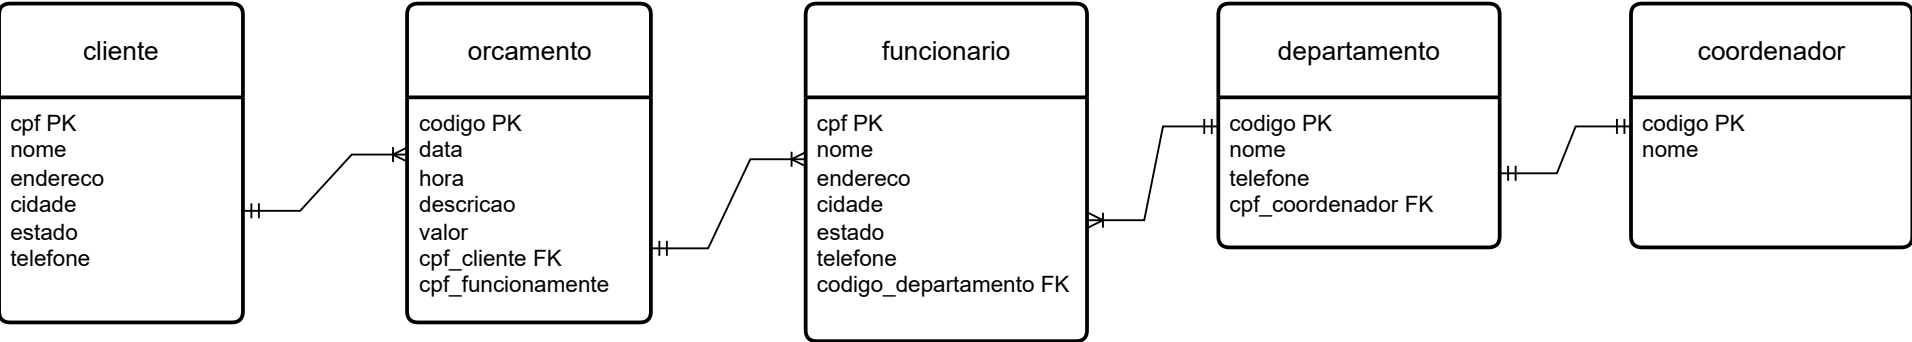 cliente
cpf PK
nome
endereco
cidade
estado
telefone
orcamento
codigo PK
data
hora
descricao
valor
cpf_cliente FK
cpf_funcionamente
funcionario
cpf PK
nome
endereco
cidade
estado
telefone
codigo_departamento FK
departamento
codigo PK
nome
telefone
cpf_coordenador FK
coordenador
codigo PK
nome